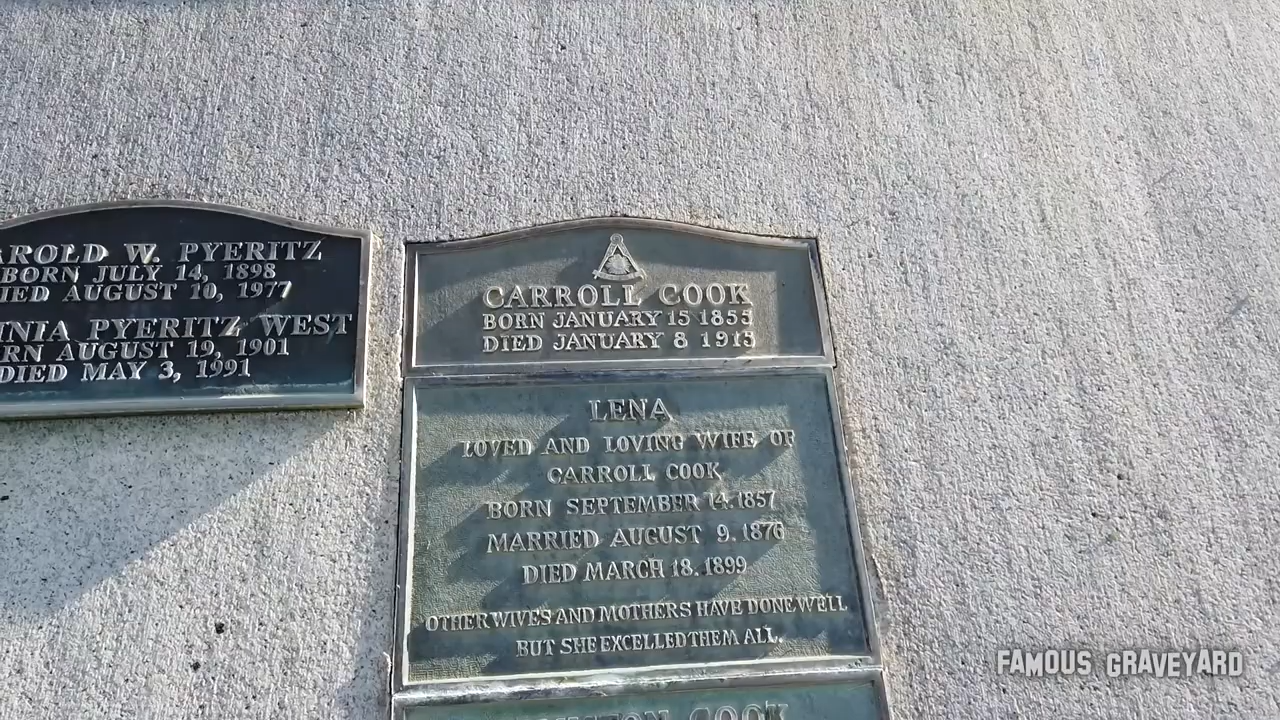 AROLD W. PYERITZ
BORN JULY 14, 1898
IED AUGUST 10, 1977
INIA PYERITZ WEST
RN AUGUST 19, 1901
DIED MAY 3, 1991
CARROLL COOK
BORN JANUARY 15 1855
DIED JANUARY 8 1915
LENA
LOVED AND LOVING WIFE OF
CARROLL COOK
BORN SEPTEMBER 14. 1857
MARRIED AUGUST 9. 1876
DIED MARCH 18. 1899
OTHER WIVES AND MOTHERS HAVE DONE WELL
BUT SHE EXCELLED THEM ALL.
COOK
FAMOUS GRAVEYARD